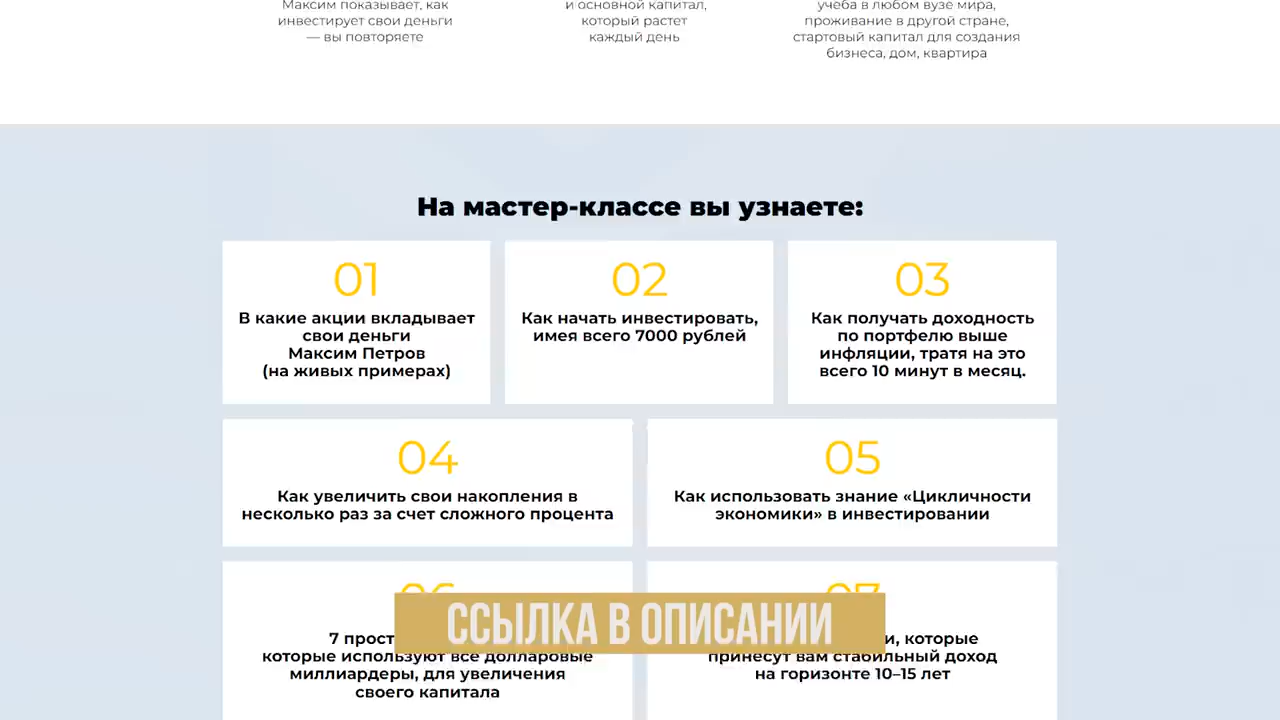 Максим показывает, как
инвестирует свои деньги
— вы повторяете
и основной капитал,
который растет
каждый день
учеба в любом вузе мира,
проживание в другой стране,
стартовый капитал для создания
бизнеса, дом, квартира
На мастер-классе вы узнаете:
01
В какие акции вкладывает
свои деньги
Максим Петров
(на живых примерах)
02
Как начать инвестировать,
имея всего 7000 рублей
03
Как получать доходность
по портфелю выше
инфляции, тратя на это
всего 10 минут в месяц.
04
Как увеличить свои накопления в
несколько раз за счет сложного процента
05
Как использовать знание «Цикличности
экономики» в инвестировании
06
7
которые используют все долларовые
миллиардеры, для увеличения
своего капитала
07
которые
принесут вам стабильный доход
на горизонте 10–15 лет
ССЫЛКА В ОПИСАНИИ